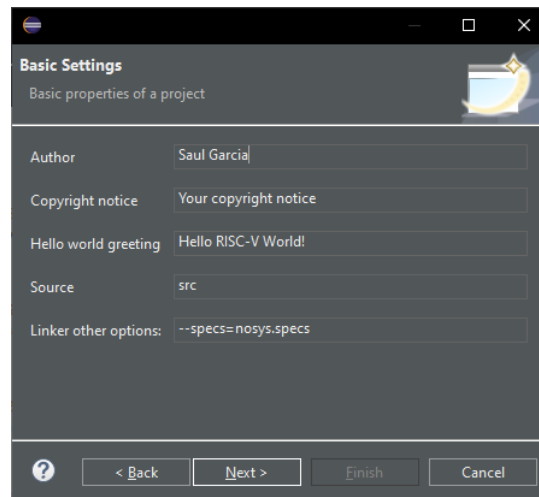 Basic Settings
Basic properties of a project
Author Saul Garcia
Copyright notice Your copyright notice
Hello world greeting Hello RISC-V World!
Source src
Linker other options: --specs=nosys.specs
? < Back Next > Finish Cancel